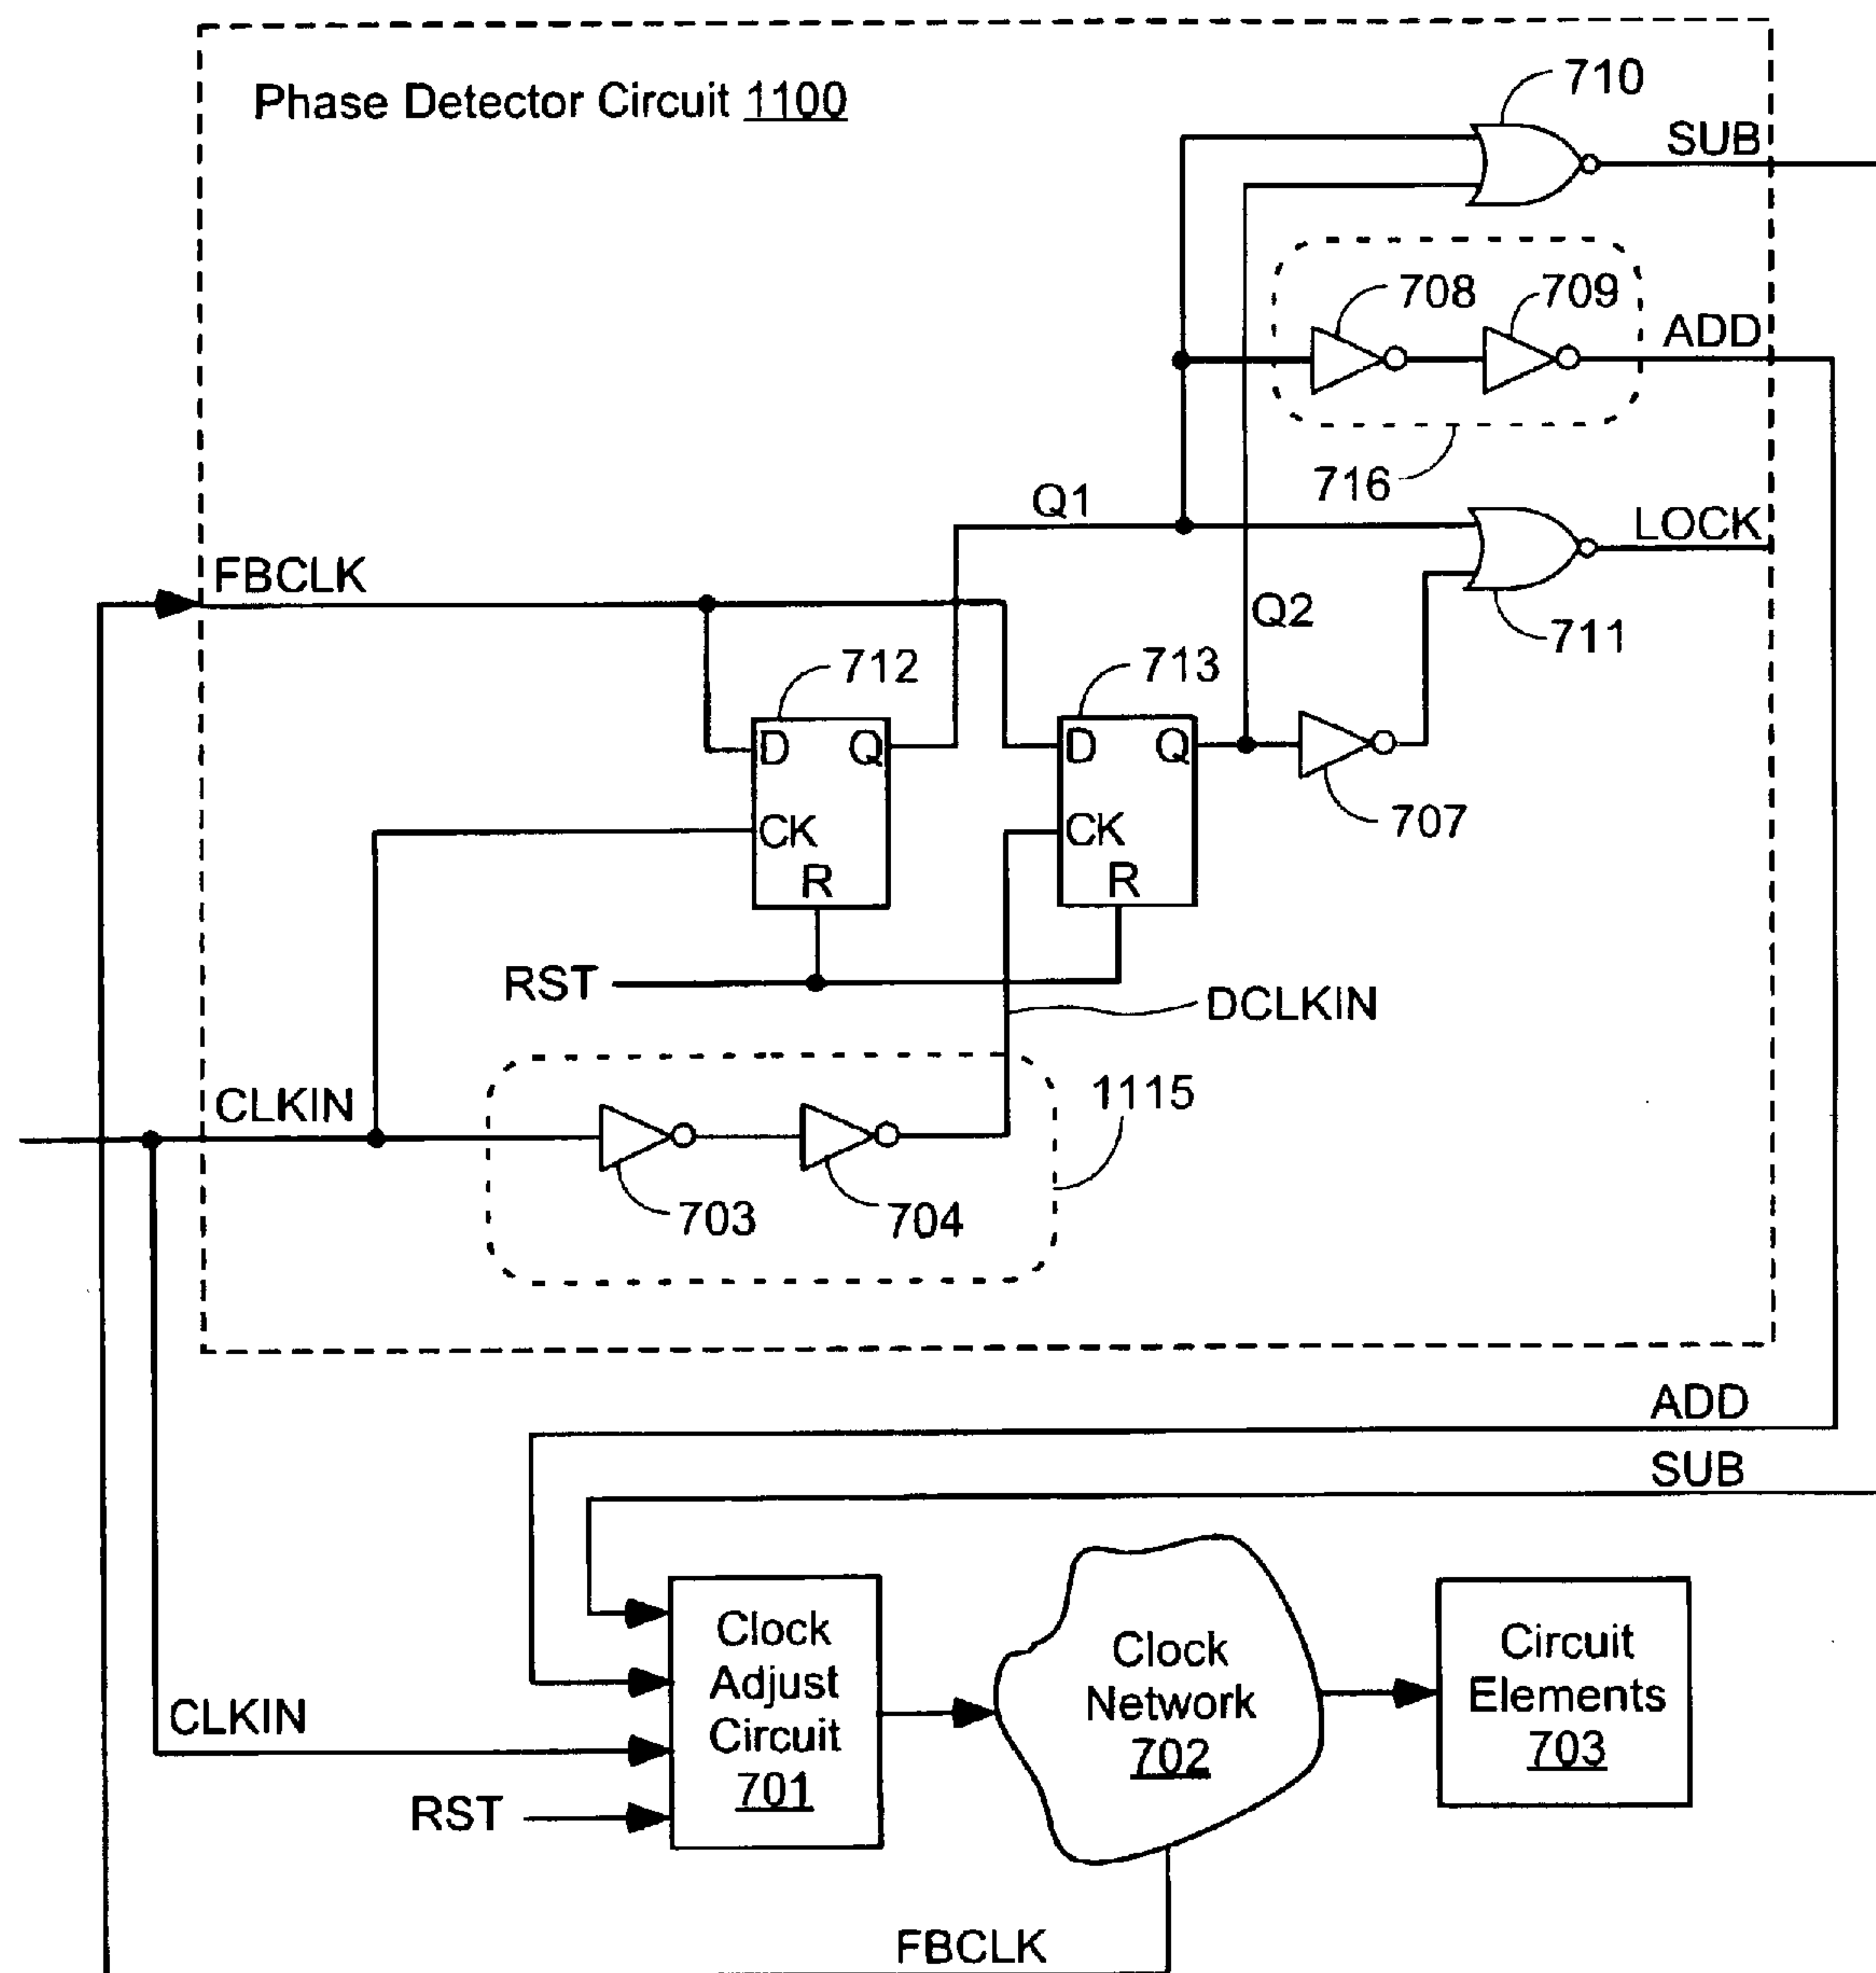 Phase Detector Circuit 1100
710
SUB
708
709
ADD
716
Q1
LOCK
FBCLK
Q2
711
712
713
D Q
CK
R
D Q
CK
R
707
RST
DCLKIN
CLKIN
1115
703
704
ADD
SUB
Clock
Adjust
Circuit
701
Clock
Network
702
Circuit
Elements
703
CLKIN
RST
FBCLK